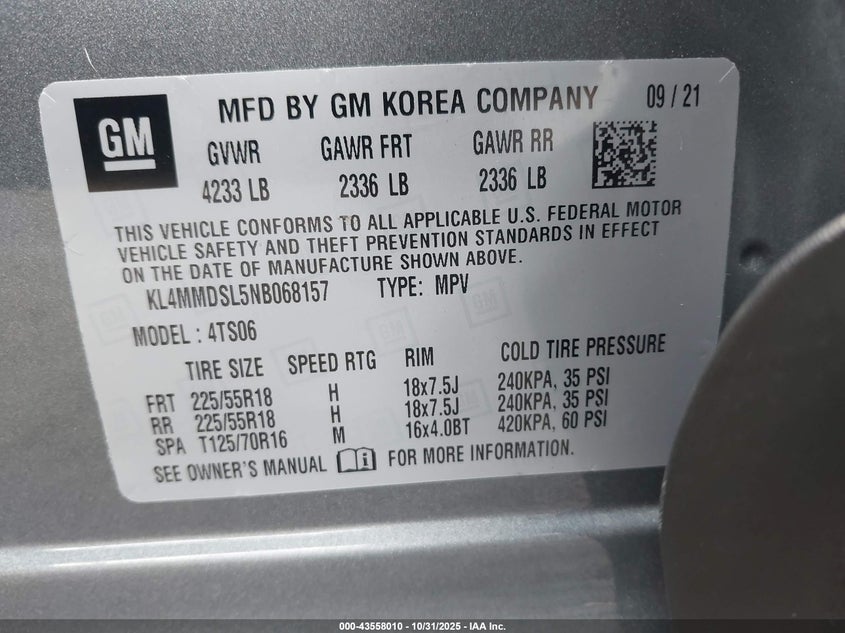 GM
MFD BY GM KOREA COMPANY 09 / 21
GVWR GAWR FRT GAWR RR
4233 LB 2336 LB 2336 LB
THIS VEHICLE CONFORMS TO ALL APPLICABLE U.S. FEDERAL MOTOR
VEHICLE SAFETY AND THEFT PREVENTION STANDARDS IN EFFECT
ON THE DATE OF MANUFACTURE SHOWN ABOVE.
KL4MMDSL5NB068157 TYPE: MPV
MODEL : 4TS06
TIRE SIZE SPEED RTG RIM COLD TIRE PRESSURE
FRT 225/55R18 H 18x7.5J 240KPA, 35 PSI
RR 225/55R18 H 18x7.5J 240KPA, 35 PSI
SPA T125/70R16 M 16x4.0BT 420KPA, 60 PSI
SEE OWNER'S MANUAL i FOR MORE INFORMATION.
000-43558010 - 10/31/2025 - IAA Inc.